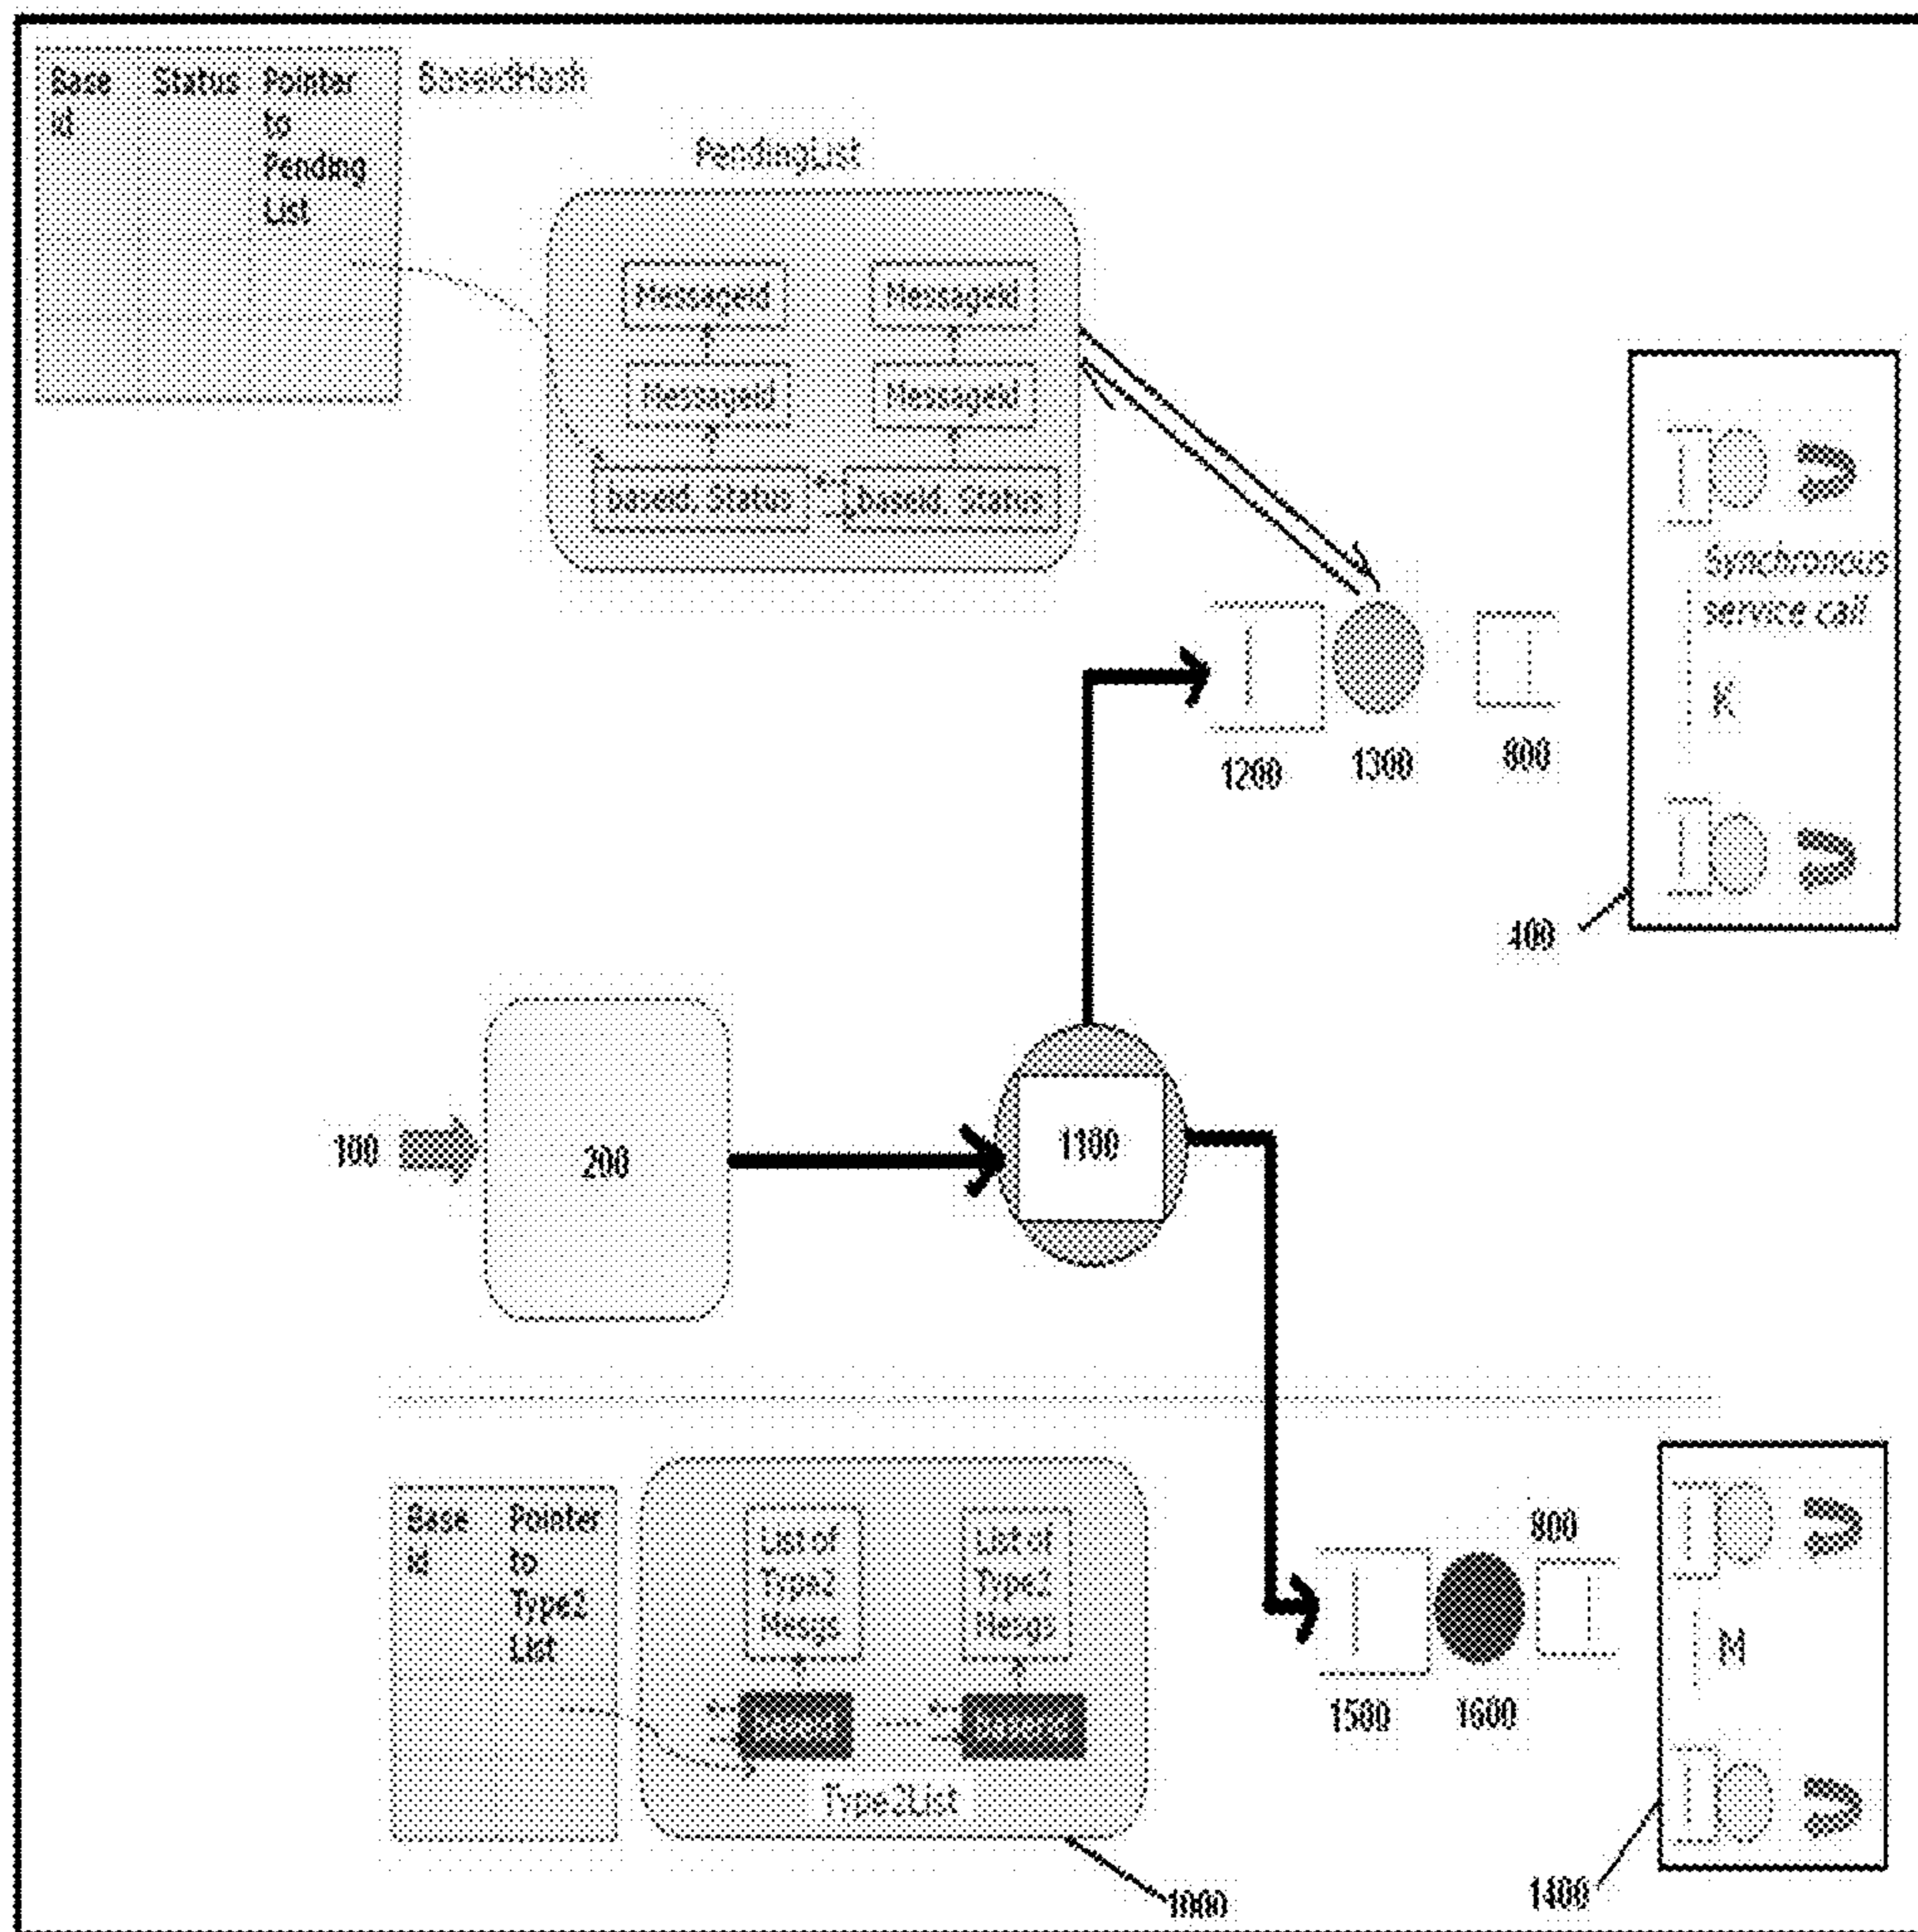 Base
id
Status
Pointer
to
Pending
List
BaseidHash
PendingList
Messageid
Messageid
Messageid
Messageid
baseid, Status
baseid, Status
Synchronous
service call
K
1200
1300
800
400
100
200
1100
Base
id
Pointer
to
Type2
List
List of
Type2
Mesgs
List of
Type2
Mesgs
baseid
baseid
Type2List
1000
800
1500
1600
M
1400